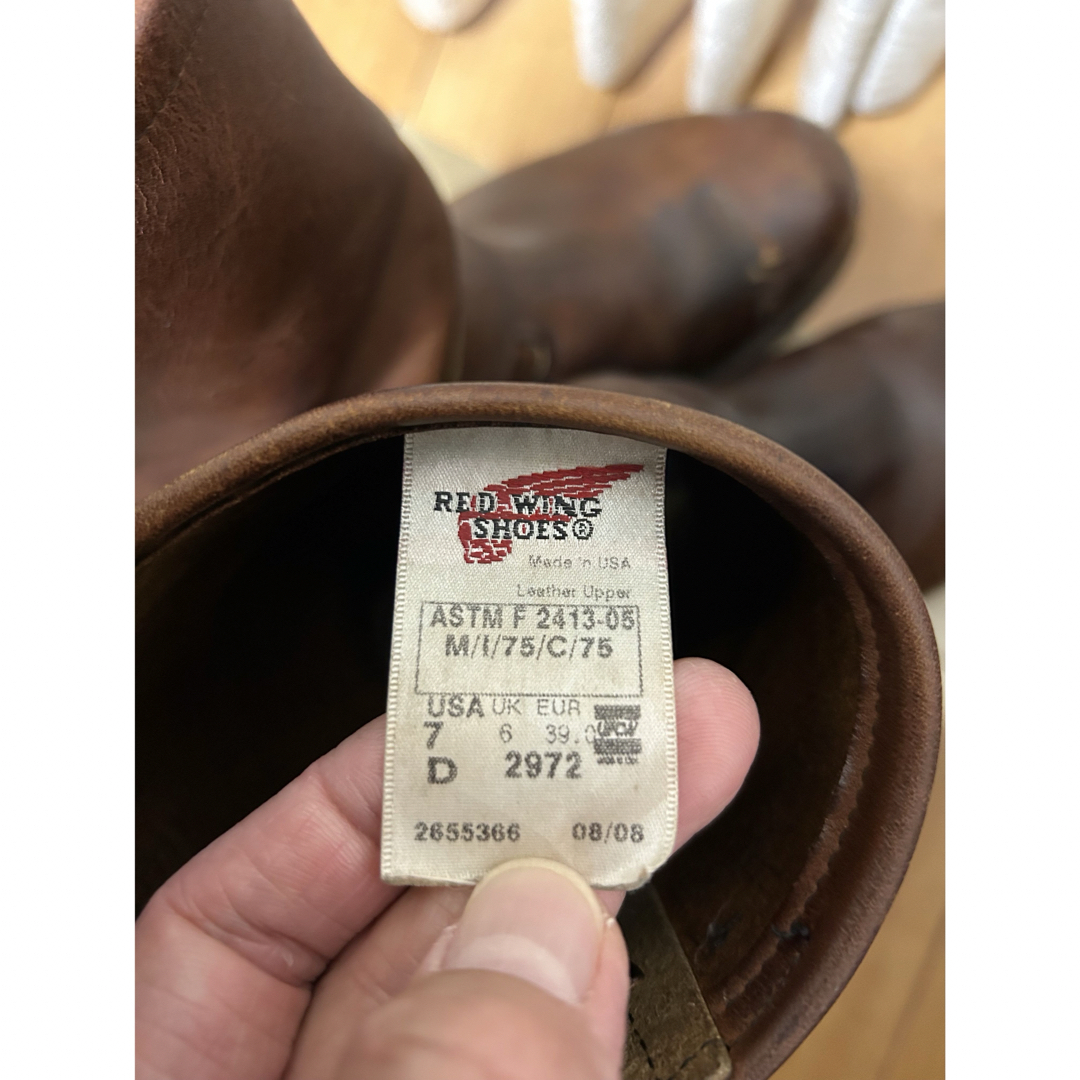 RED WING
SHOES®
Made in USA
Leather Upper
ASTM F 2413-05
M/I/75/C/75
USA UK EUR
7 6 39.0
D 2972
2655366 08/08